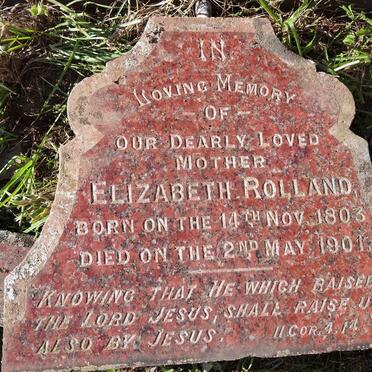 IN
LOVING MEMORY
- OF -
OUR DEARLY LOVED
MOTHER
ELIZABETH ROLLAND,
BORN ON THE 14TH NOV. 1803
DIED ON THE 2ND MAY 1901.
"KNOWING THAT HE WHICH RAISED
THE LORD JESUS, SHALL RAISE U
ALSO BY JESUS." II COR. 4. 14